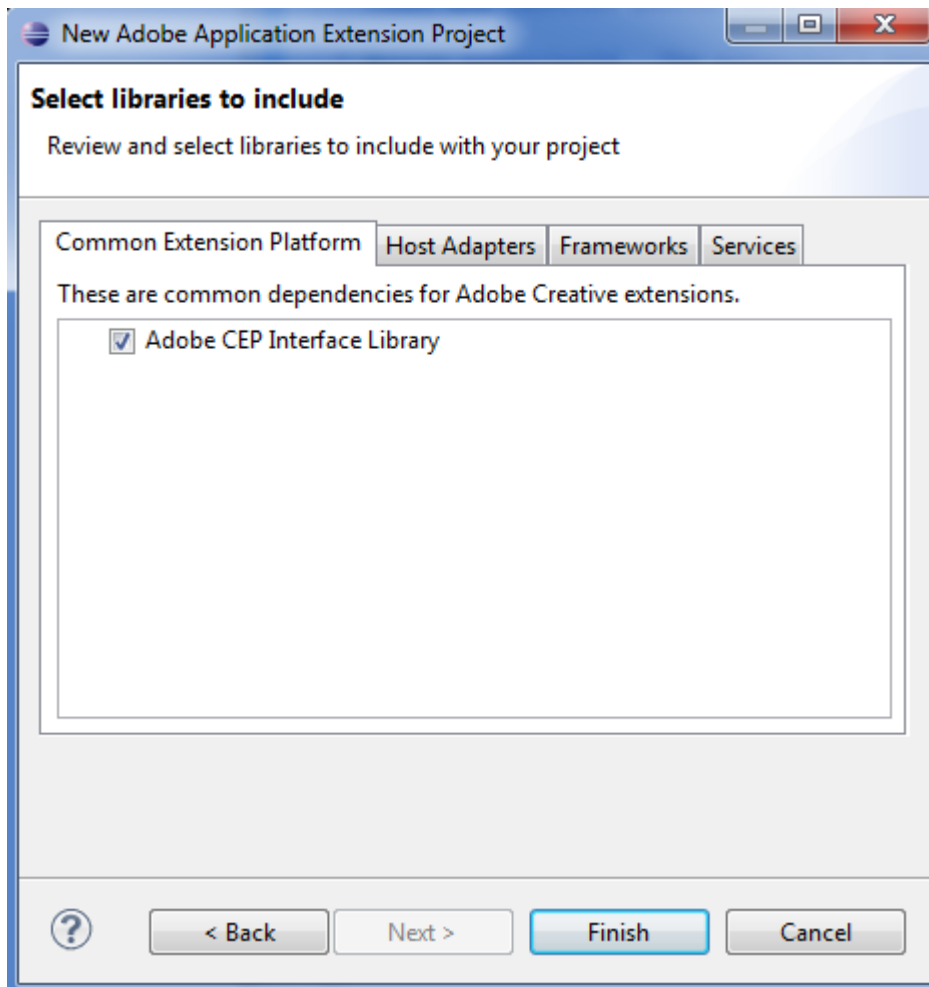 New Adobe Application Extension Project
Select libraries to include
Review and select libraries to include with your project
Common Extension Platform Host Adapters Frameworks Services
These are common dependencies for Adobe Creative extensions.
Adobe CEP Interface Library
? < Back Next > Finish Cancel